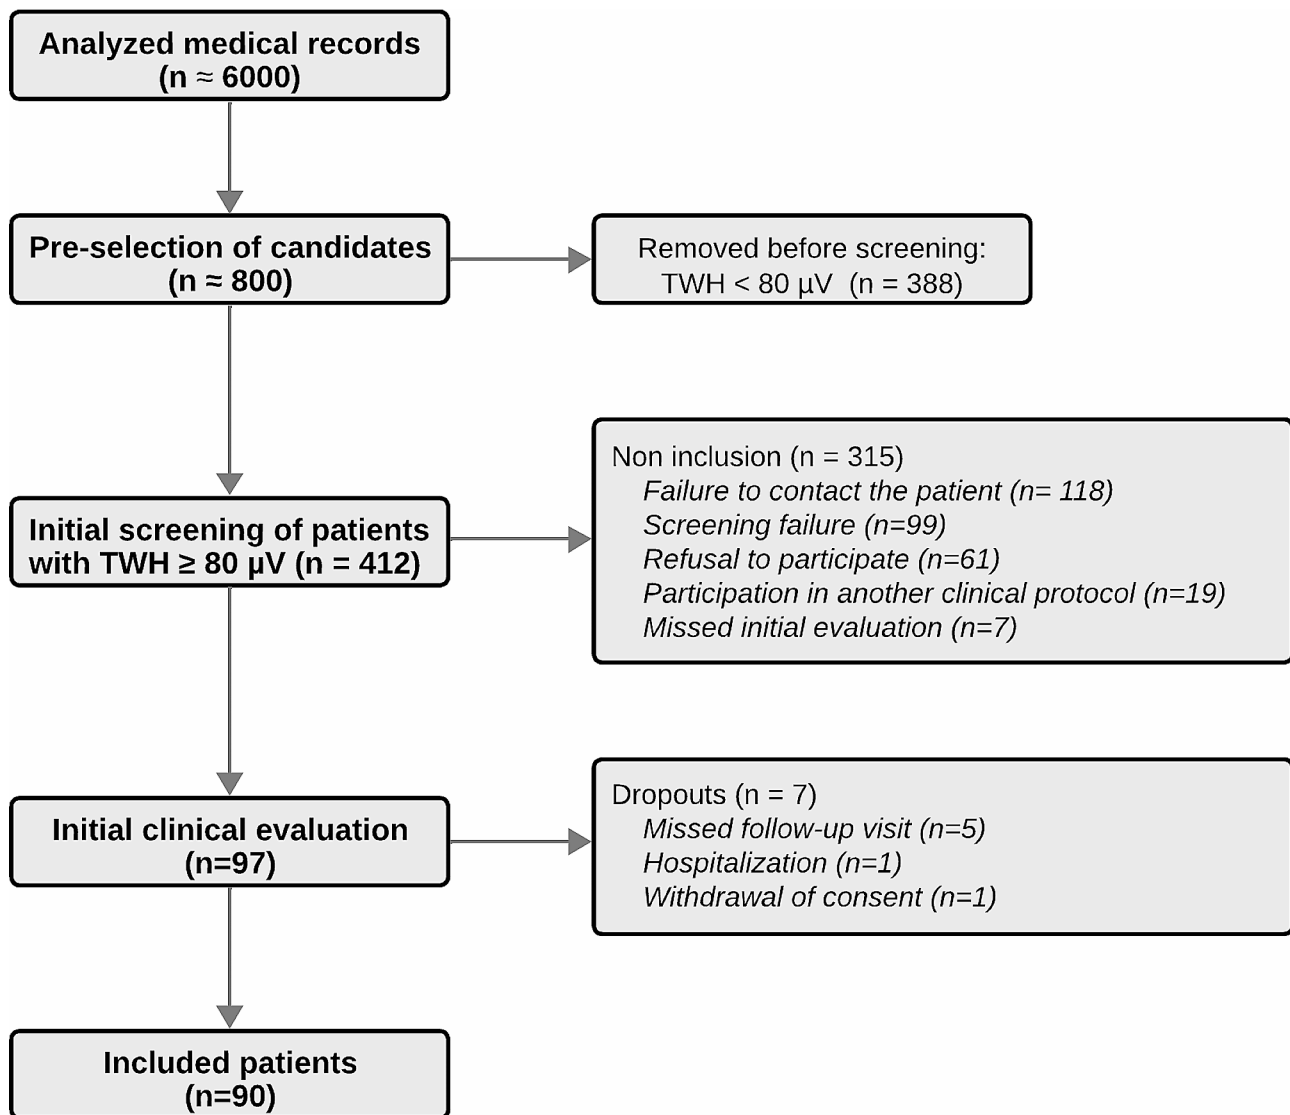 Analyzed medical records
(n ≈ 6000)
Pre-selection of candidates
(n ≈ 800)
Removed before screening:
TWH < 80 µV (n = 388)
Non inclusion (n = 315)
Failure to contact the patient (n= 118)
Screening failure (n=99)
Refusal to participate (n=61)
Participation in another clinical protocol (n=19)
Missed initial evaluation (n=7)
Initial screening of patients
with TWH ≥ 80 µV (n = 412)
Dropouts (n = 7)
Missed follow-up visit (n=5)
Hospitalization (n=1)
Withdrawal of consent (n=1)
Initial clinical evaluation
(n=97)
Included patients
(n=90)